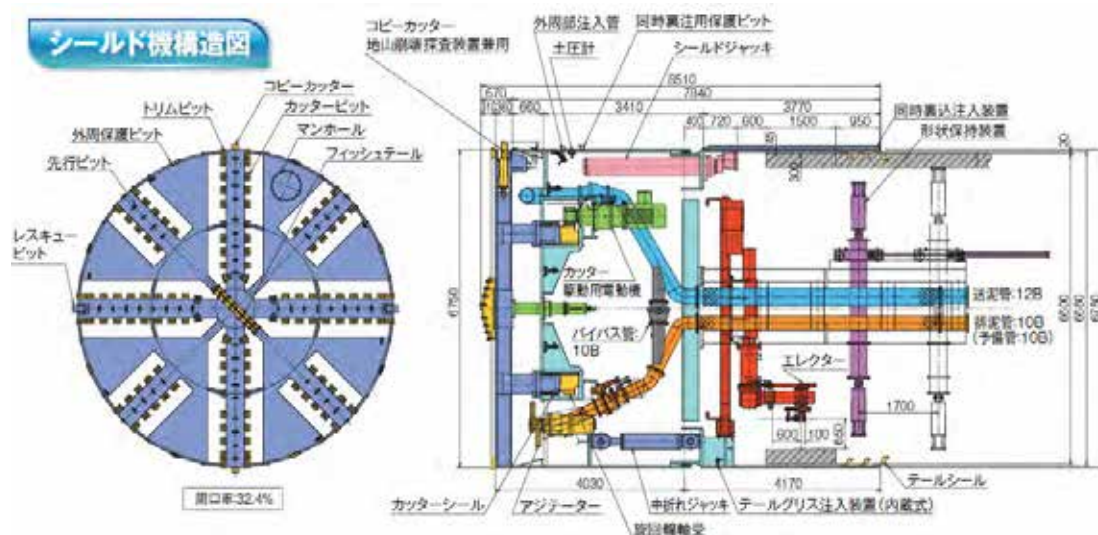 シールド機構造図
コピーカッター
トリムビット
カッタービット
外周保護ビット
マンホール
先行ビット
フィッシュテール
レスキュー
ビット
開口率:32.4%
コピーカッター
地山崩壊探査装置兼用
外周部注入管
土圧計
同時裏注用保護ビット
シールドジャッキ
8510
570
7840
660
3410
3770
40
720
600
1500
950
同時裏込注入装置
形状保持装置
300
30
6750
カッター
駆動用電動機
バイパス管:
10B
送泥管:12B
排泥管:10B
(予備管:10B)
エレクター
1700
600
100
650
4030
4170
カッターシール
アジテーター
中折れジャッキ
旋回輪軸受
テールグリス注入装置(内蔵式)
テールシール